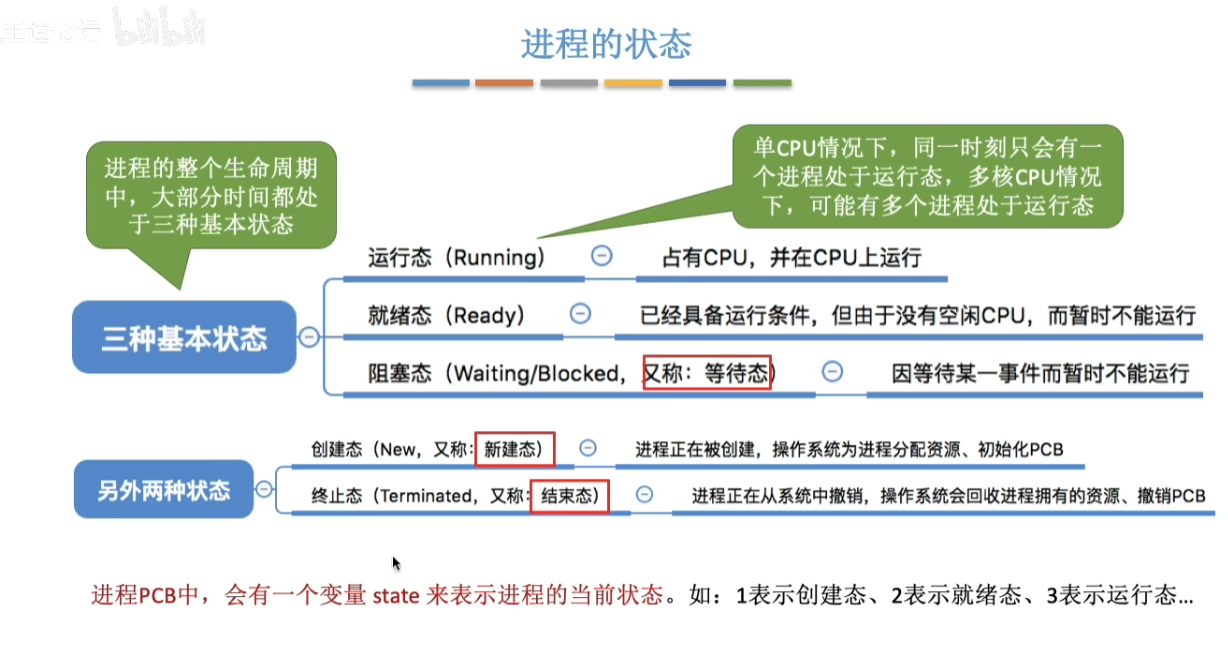 王道论坛 bilibili
进程的状态
进程的整个生命周期
中，大部分时间都处
于三种基本状态
单CPU情况下，同一时刻只会有一
个进程处于运行态，多核CPU情况
下，可能有多个进程处于运行态
三种基本状态
运行态（Running） 占有CPU，并在CPU上运行
就绪态（Ready） 已经具备运行条件，但由于没有空闲CPU，而暂时不能运行
阻塞态（Waiting/Blocked，又称：等待态） 因等待某一事件而暂时不能运行
另外两种状态
创建态（New，又称：新建态） 进程正在被创建，操作系统为进程分配资源、初始化PCB
终止态（Terminated，又称：结束态） 进程正在从系统中撤销，操作系统会回收进程拥有的资源、撤销PCB
进程PCB中，会有一个变量 state 来表示进程的当前状态。如：1表示创建态、2表示就绪态、3表示运行态...